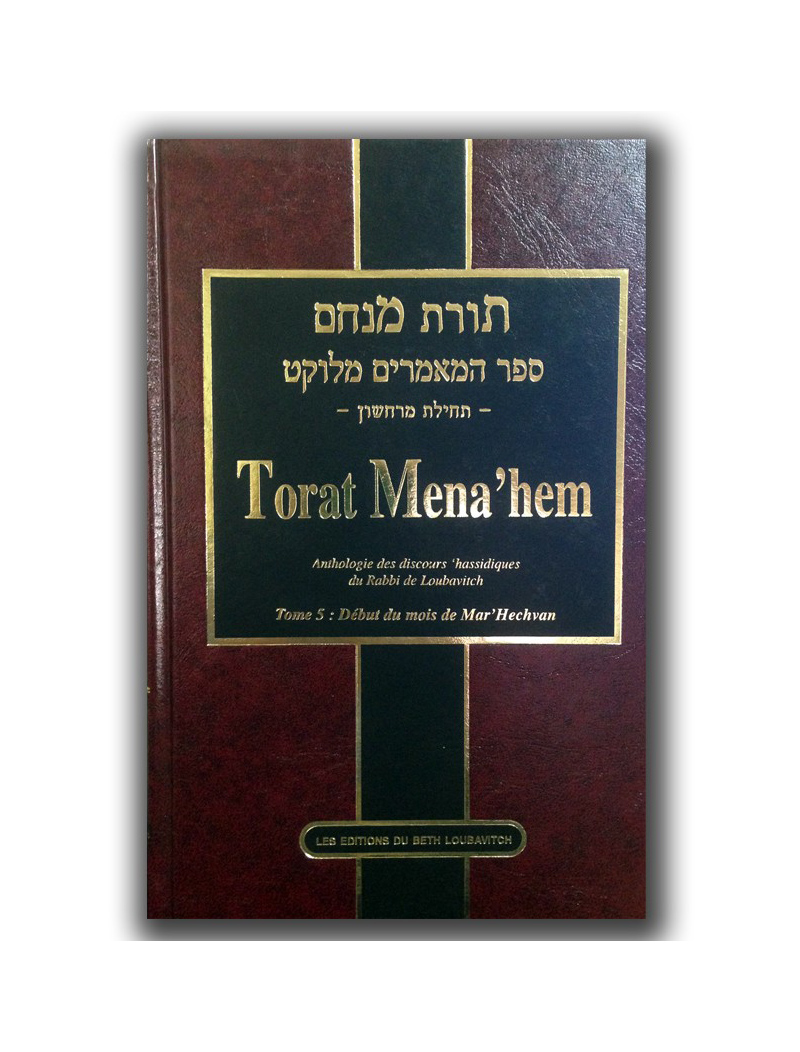 תורת מנחם
ספר המאמרים מלוקט
– תחילת מרחשון –
Torat Mena'hem
Anthologie des discours 'hassidiques
du Rabbi de Loubavitch
Tome 5 : Début du mois de Mar'Hechvan
LES EDITIONS DU BETH LOUBAVITCH